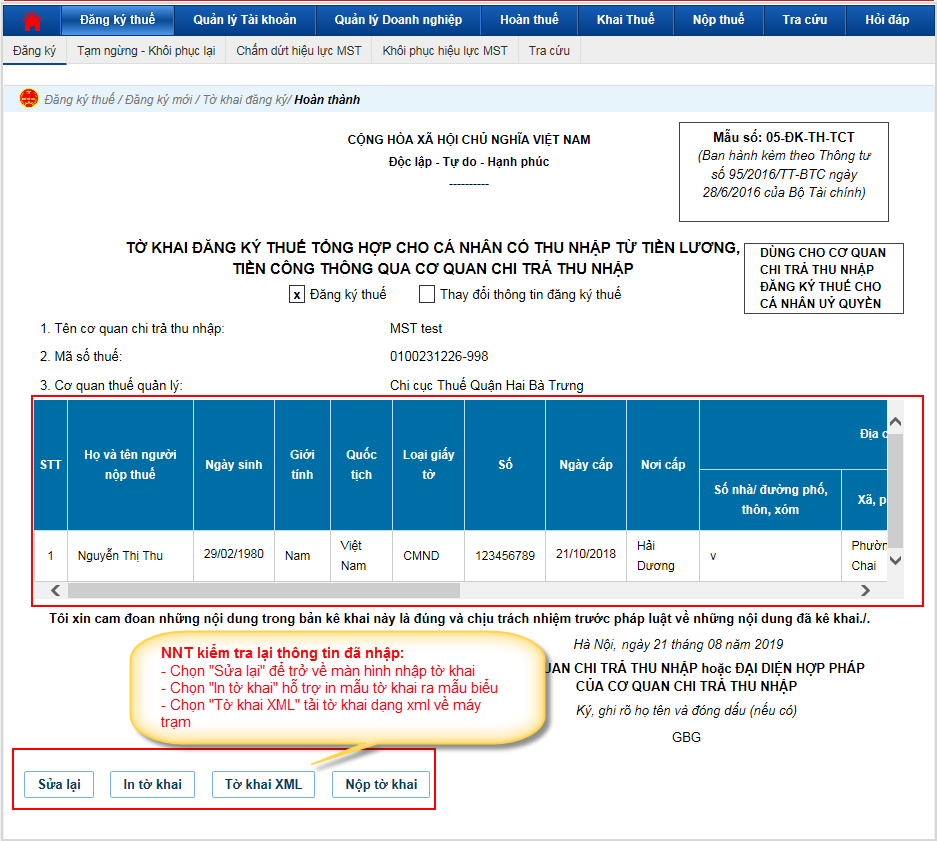 Đăng ký thuế Quản lý Tài khoản Quản lý Doanh nghiệp Hoàn thuế Khai Thuế Nộp thuế Tra cứu Hỏi đáp
Đăng ký Tạm ngừng - Khôi phục lại Chấm dứt hiệu lực MST Khôi phục hiệu lực MST Tra cứu
Đăng ký thuế / Đăng ký mới / Tờ khai đăng ký/ Hoàn thành
CỘNG HÒA XÃ HỘI CHỦ NGHĨA VIỆT NAM
Độc lập - Tự do - Hạnh phúc
----------
Mẫu số: 05-ĐK-TH-TCT
(Ban hành kèm theo Thông tư
số 95/2016/TT-BTC ngày
28/6/2016 của Bộ Tài chính)
TỜ KHAI ĐĂNG KÝ THUẾ TỔNG HỢP CHO CÁ NHÂN CÓ THU NHẬP TỪ TIỀN LƯƠNG,
TIỀN CÔNG THÔNG QUA CƠ QUAN CHI TRẢ THU NHẬP
DÙNG CHO CƠ QUAN
CHI TRẢ THU NHẬP
ĐĂNG KÝ THUẾ CHO
CÁ NHÂN UỶ QUYỀN
x Đăng ký thuế Thay đổi thông tin đăng ký thuế
1. Tên cơ quan chi trả thu nhập: MST test
2. Mã số thuế: 0100231226-998
3. Cơ quan thuế quản lý: Chi cục Thuế Quận Hai Bà Trưng
STT
Họ và tên người
nộp thuế
Ngày sinh
Giới
tính
Quốc
tịch
Loại giấy
tờ
Số
Ngày cấp
Nơi cấp
Địa c
Số nhà/ đường phố,
thôn, xóm
Xã, p
1
Nguyễn Thị Thu
29/02/1980
Nam
Việt
Nam
CMND
123456789
21/10/2018
Hải
Dương
v
Phườn
Chai
Tôi xin cam đoan những nội dung trong bản kê khai này là đúng và chịu trách nhiệm trước pháp luật về những nội dung đã kê khai./.
Hà Nội, ngày 21 tháng 08 năm 2019
UAN CHI TRẢ THU NHẬP hoặc ĐẠI DIỆN HỢP PHÁP
CỦA CƠ QUAN CHI TRẢ THU NHẬP
Ký, ghi rõ họ tên và đóng dấu (nếu có)
GBG
NNT kiểm tra lại thông tin đã nhập:
- Chọn "Sửa lại" để trở về màn hình nhập tờ khai
- Chọn "In tờ khai" hỗ trợ in mẫu tờ khai ra mẫu biểu
- Chọn "Tờ khai XML" tải tờ khai dạng xml về máy
trạm
Sửa lại In tờ khai Tờ khai XML Nộp tờ khai